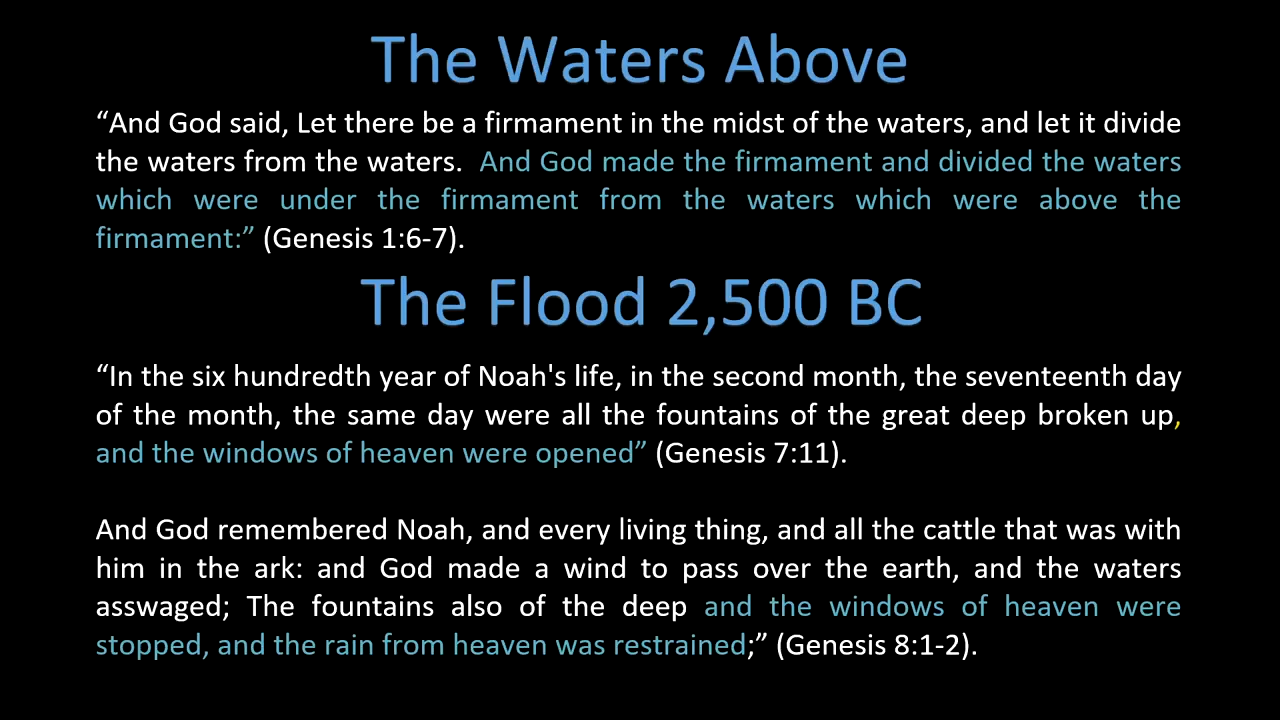 The Waters Above
“And God said, Let there be a firmament in the midst of the waters, and let it divide
the waters from the waters.  And God made the firmament and divided the waters
which were under the firmament from the waters which were above the
firmament:” (Genesis 1:6-7).
The Flood 2,500 BC
“In the six hundredth year of Noah's life, in the second month, the seventeenth day
of the month, the same day were all the fountains of the great deep broken up,
and the windows of heaven were opened” (Genesis 7:11).
And God remembered Noah, and every living thing, and all the cattle that was with
him in the ark: and God made a wind to pass over the earth, and the waters
asswaged; The fountains also of the deep and the windows of heaven were
stopped, and the rain from heaven was restrained;” (Genesis 8:1-2).